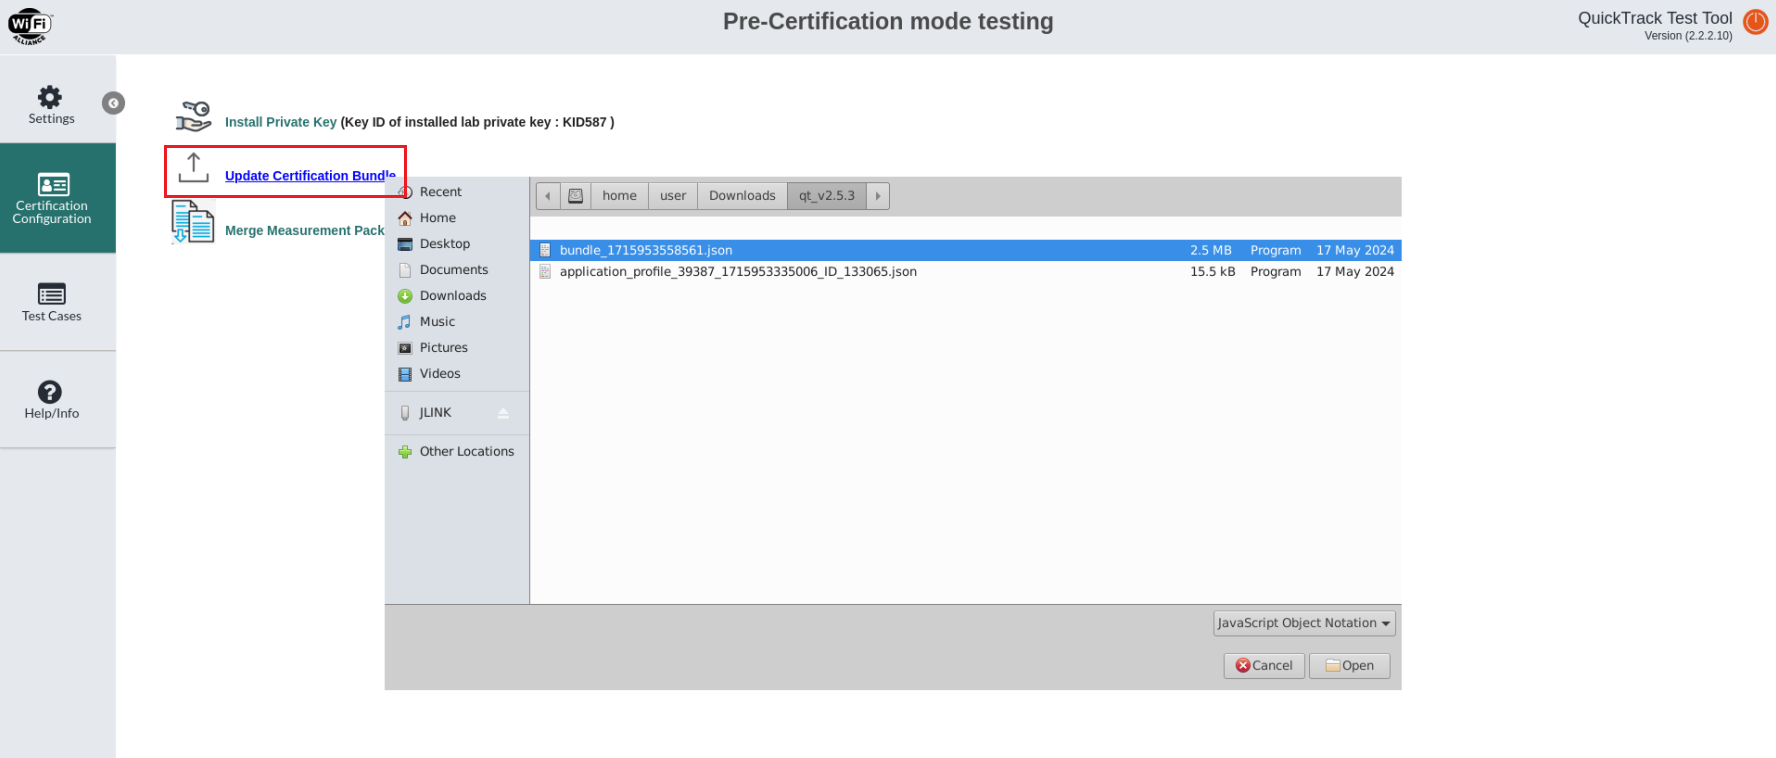 Wi Fi
ALLIANCE
Pre-Certification mode testing
QuickTrack Test Tool
Version (2.2.2.10)
Settings
Certification
Configuration
Test Cases
Help/Info
Install Private Key (Key ID of installed lab private key : KID587 )
Update Certification Bundle
Merge Measurement Pack
Recent
Home
Desktop
Documents
Downloads
Music
Pictures
Videos
JLINK
Other Locations
home user Downloads qt_v2.5.3
bundle_1715953558561.json 2.5 MB Program 17 May 2024
application_profile_39387_1715953335006_ID_133065.json 15.5 kB Program 17 May 2024
JavaScript Object Notation
Cancel Open